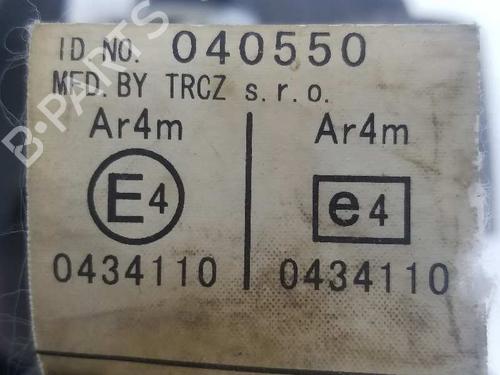 ID NO. 040550
MFD. BY TRCZ s.r.o.
Ar4m Ar4m
E4 e4
0434110 0434110
B-PARTS